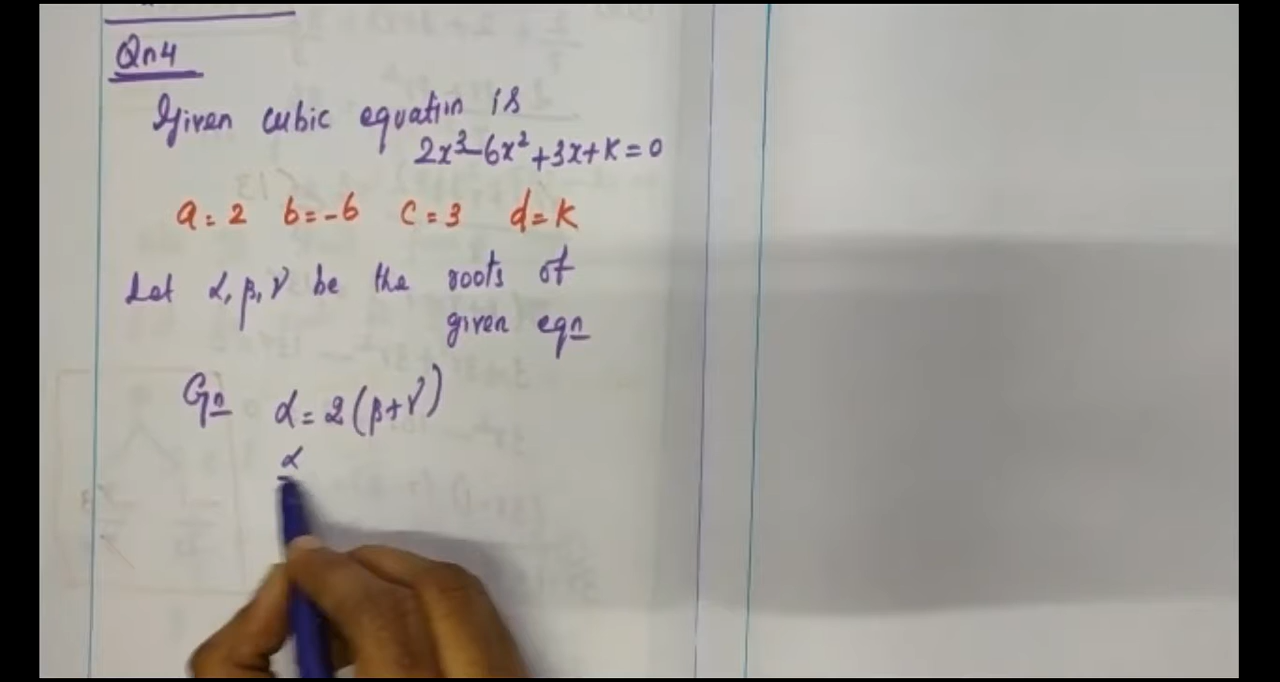 Qn4
Given cubic equation is
2x³-6x²+3x+k=0
a=2 b=-6 c=3 d=k
Let α, β, γ be the roots of
given eqn
Gn α=2(β+γ)
α